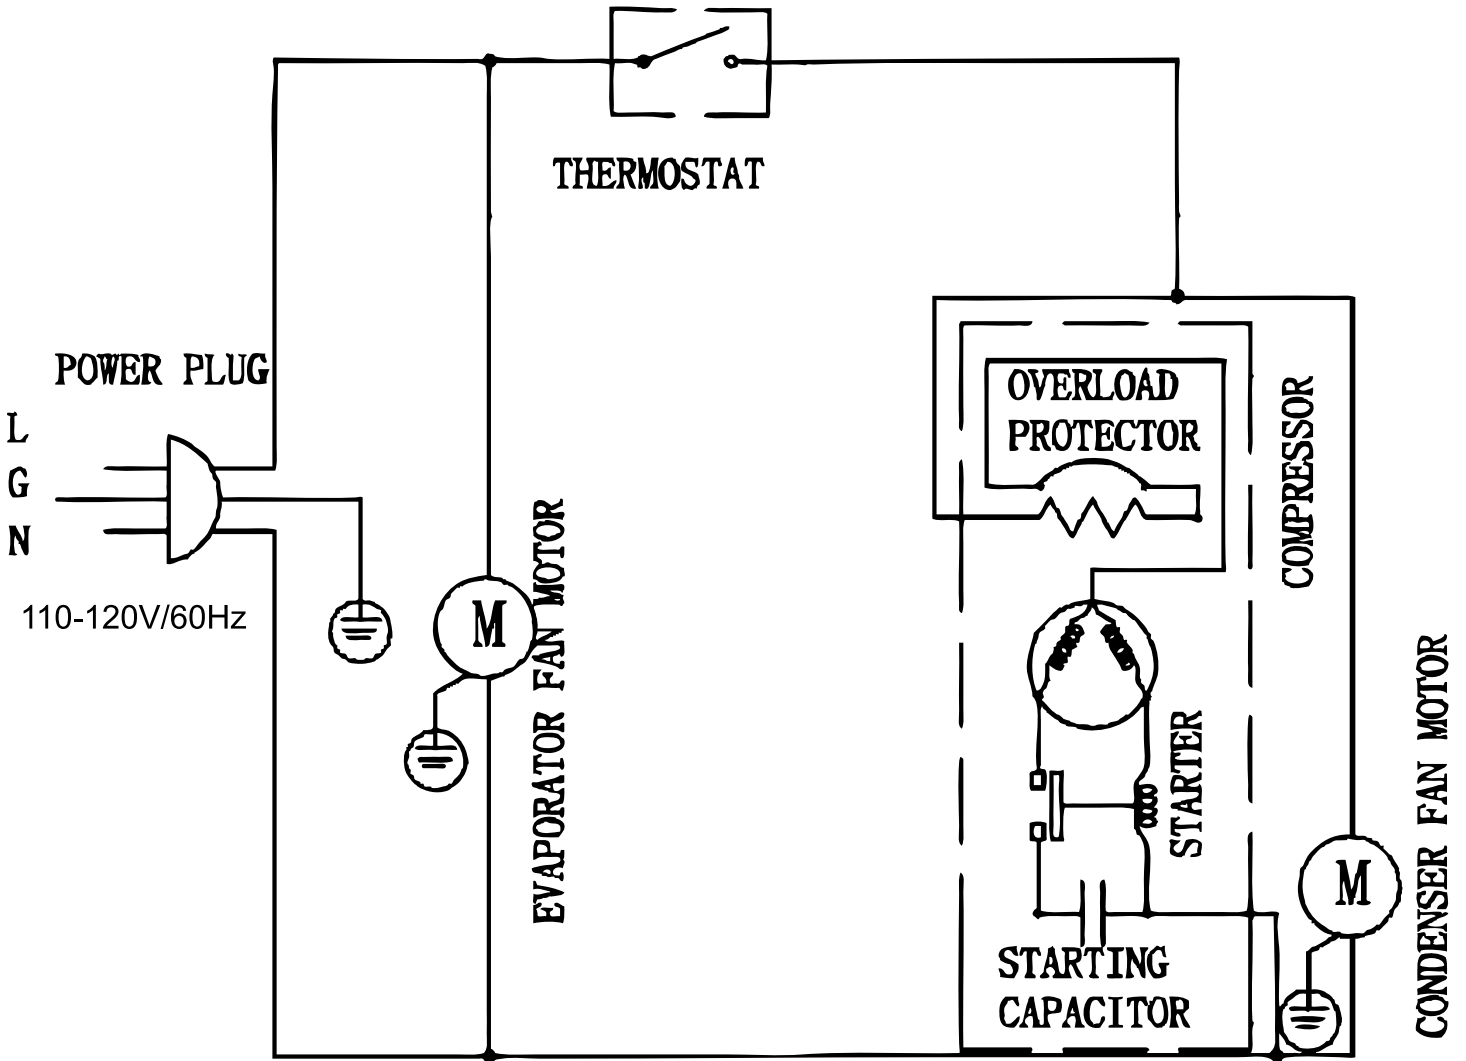 THERMOSTAT
POWER PLUG
L
G
N
110-120V/60Hz
M
EVAPORATOR FAN MOTOR
OVERLOAD
PROTECTOR
COMPRESSOR
STARTER
STARTING
CAPACITOR
M
CONDENSER FAN MOTOR